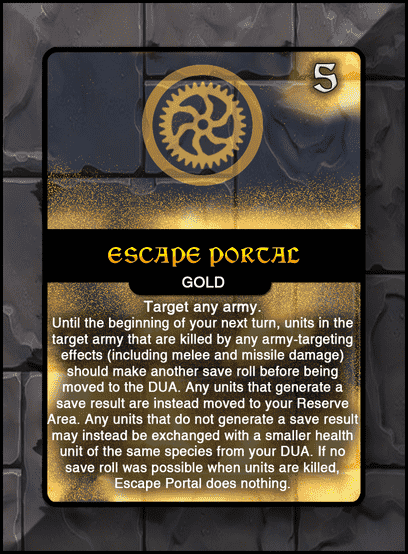 5
ESCAPE PORTAL
GOLD
Target any army.
Until the beginning of your next turn, units in the
target army that are killed by any army-targeting
effects (including melee and missile damage)
should make another save roll before being
moved to the DUA. Any units that generate a
save result are instead moved to your Reserve
Area. Any units that do not generate a save result
may instead be exchanged with a smaller health
unit of the same species from your DUA. If no
save roll was possible when units are killed,
Escape Portal does nothing.